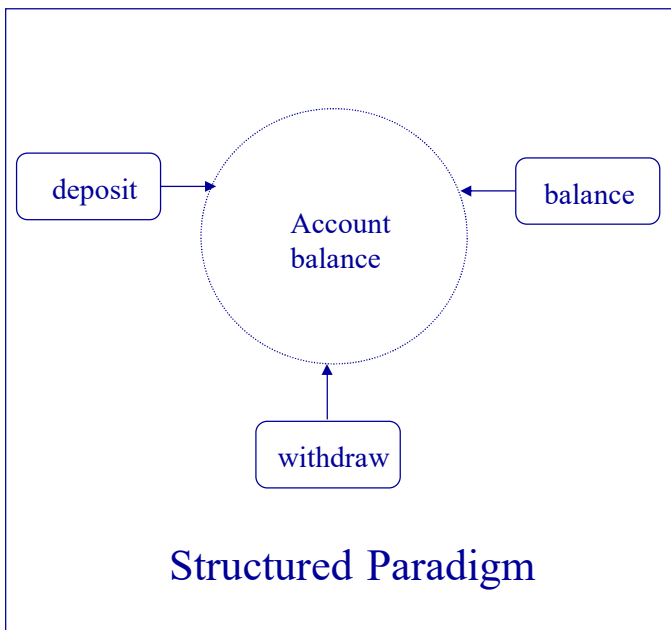 deposit
balance
Account
balance
withdraw
Structured Paradigm